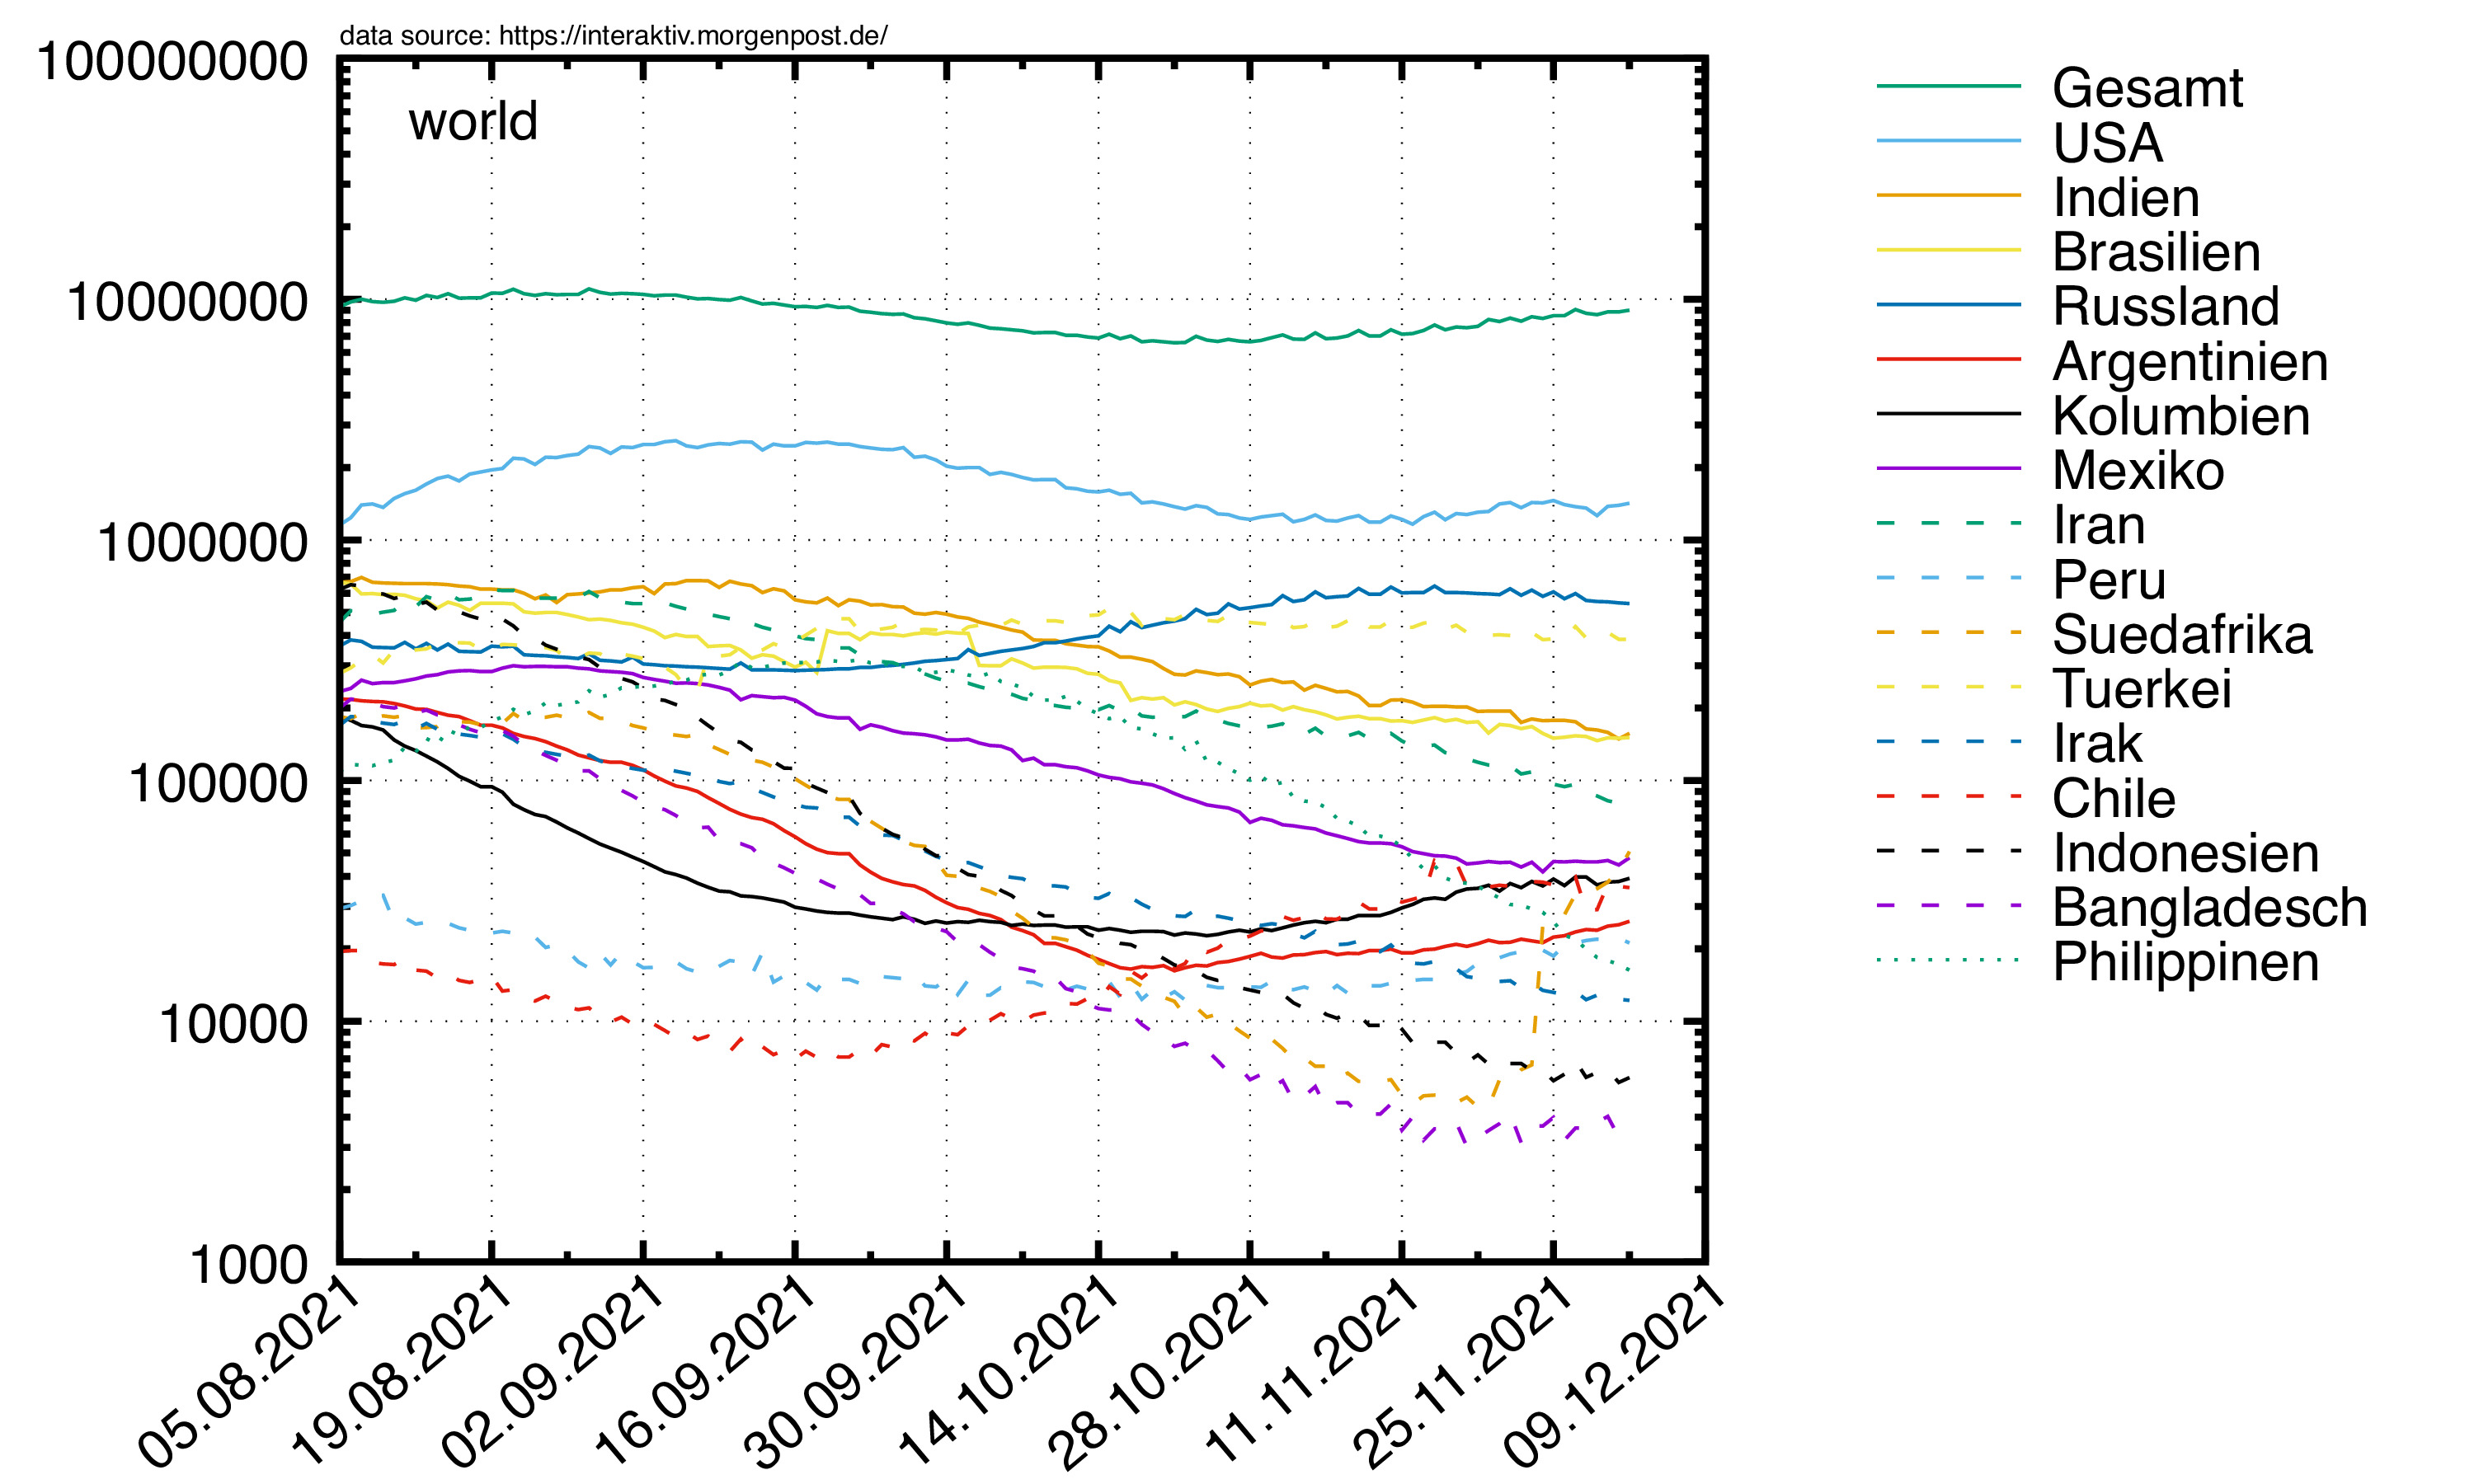 data source: https://interaktiv.morgenpost.de/
100000000
10000000
1000000
100000
10000
1000
world
05.08.2021
19.08.2021
02.09.2021
16.09.2021
30.09.2021
14.10.2021
28.10.2021
11.11.2021
25.11.2021
09.12.2021
Gesamt
USA
Indien
Brasilien
Russland
Argentinien
Kolumbien
Mexiko
Iran
Peru
Suedafrika
Tuerkei
Irak
Chile
Indonesien
Bangladesch
Philippinen